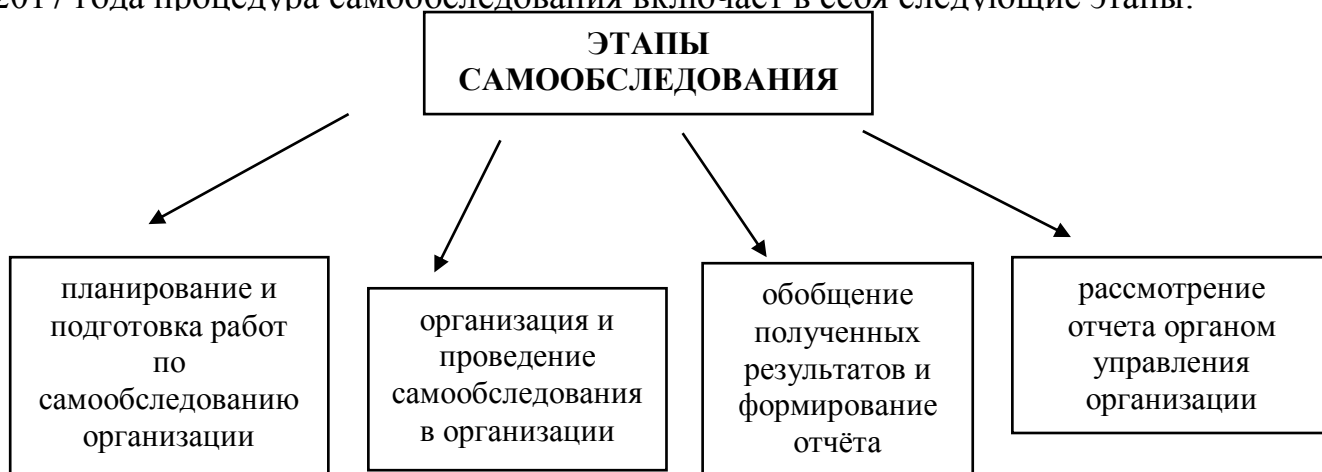 2017 года процедура самообследования включает в себя следующие этапы:
ЭТАПЫ
САМООБСЛЕДОВАНИЯ
планирование и
подготовка работ
по
самообследованию
организации
организация и
проведение
самообследования
в организации
обобщение
полученных
результатов и
формирование
отчёта
рассмотрение
отчета органом
управления
организации